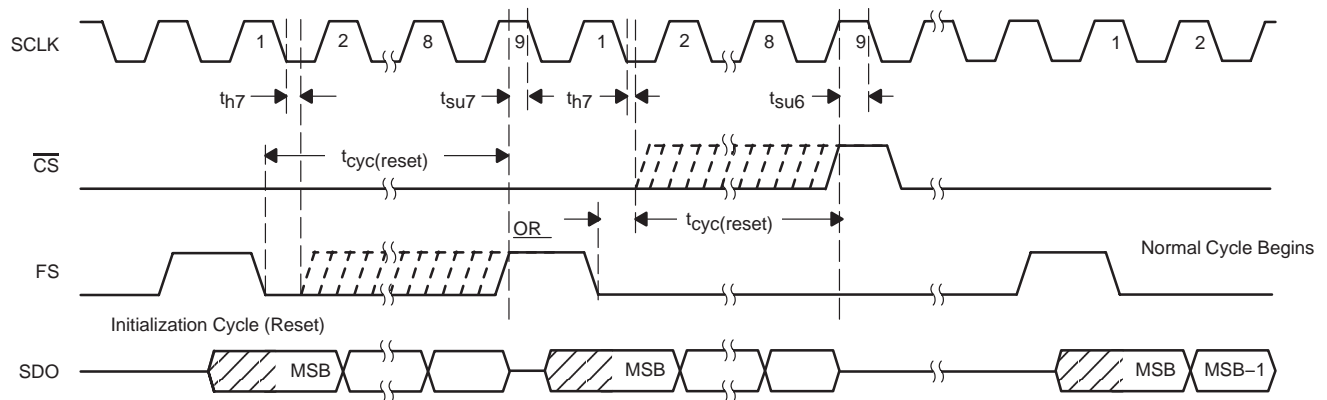 SCLK 1 2 8 9 1 2 8 9 1 2
th7 tsu7 th7 tsu6
CS tcyc(reset)
OR tcyc(reset)
Normal Cycle Begins
FS
Initialization Cycle (Reset)
SDO MSB MSB MSB MSB−1